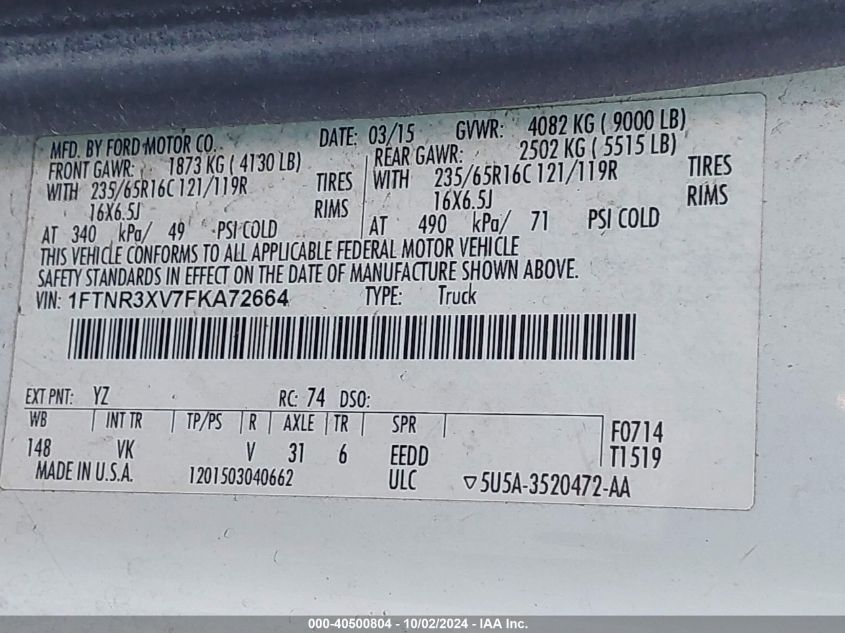 MFD. BY FORD MOTOR CO. DATE: 03/15 GVWR: 4082 KG ( 9000 LB)
FRONT GAWR: 1873 KG ( 4130 LB) REAR GAWR: 2502 KG ( 5515 LB)
WITH 235/65R16C 121/119R TIRES WITH 235/65R16C 121/119R TIRES
16X6.5J RIMS 16X6.5J RIMS
AT 340 kPa/ 49 PSI COLD AT 490 kPa/ 71 PSI COLD
THIS VEHICLE CONFORMS TO ALL APPLICABLE FEDERAL MOTOR VEHICLE
SAFETY STANDARDS IN EFFECT ON THE DATE OF MANUFACTURE SHOWN ABOVE.
VIN: 1FTNR3XV7FKA72664 TYPE: Truck
EXT PNT: YZ RC: 74 DSO:
WB INT TR TP/PS R AXLE TR SPR F0714
148 VK V 31 6 EEDD T1519
MADE IN U.S.A. 1201503040662 ULC ▽5U5A-3520472-AA
000-40500804 - 10/02/2024 - IAA Inc.